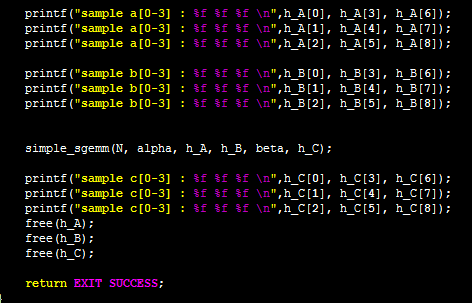 printf("sample a[0-3] : %f %f %f \n",h_A[0], h_A[3], h_A[6]);
printf("sample a[0-3] : %f %f %f \n",h_A[1], h_A[4], h_A[7]);
printf("sample a[0-3] : %f %f %f \n",h_A[2], h_A[5], h_A[8]);
printf("sample b[0-3] : %f %f %f \n",h_B[0], h_B[3], h_B[6]);
printf("sample b[0-3] : %f %f %f \n",h_B[1], h_B[4], h_B[7]);
printf("sample b[0-3] : %f %f %f \n",h_B[2], h_B[5], h_B[8]);
simple_sgemm(N, alpha, h_A, h_B, beta, h_C);
printf("sample c[0-3] : %f %f %f \n",h_C[0], h_C[3], h_C[6]);
printf("sample c[0-3] : %f %f %f \n",h_C[1], h_C[4], h_C[7]);
printf("sample c[0-3] : %f %f %f \n",h_C[2], h_C[5], h_C[8]);
free(h_A);
free(h_B);
free(h_C);
return EXIT_SUCCESS;